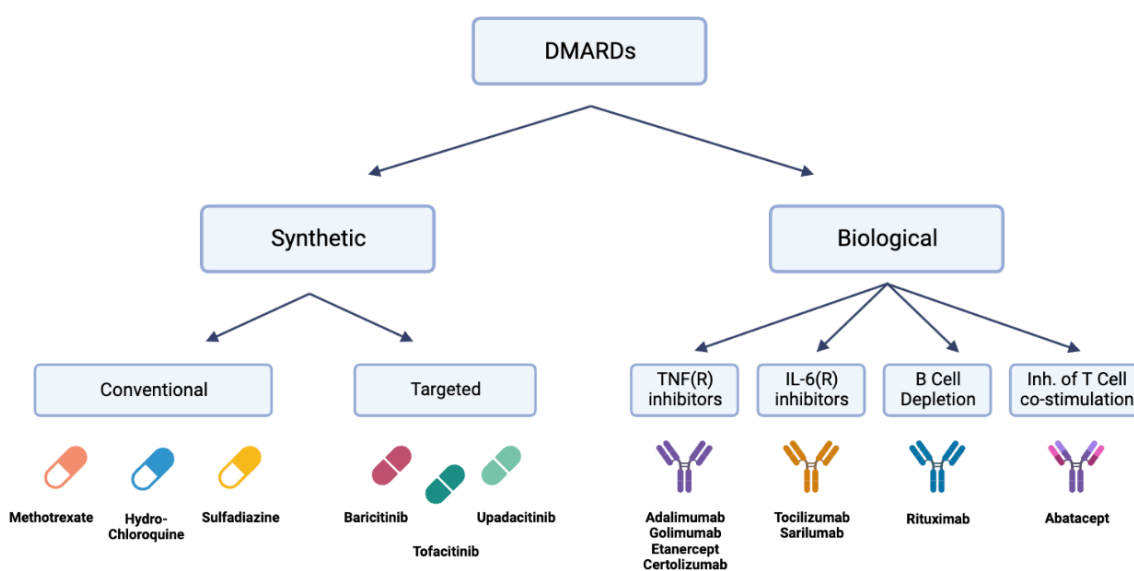 DMARDs
Synthetic
Biological
Conventional
Targeted
TNF(R)
inhibitors
IL-6(R)
inhibitors
B Cell
Depletion
Inh. of T Cell
co-stimulation
Methotrexate
Hydro-
Chloroquine
Sulfadiazine
Baricitinib
Tofacitinib
Upadacitinib
Adalimumab
Golimumab
Etanercept
Certolizumab
Tocilizumab
Sarilumab
Rituximab
Abatacept